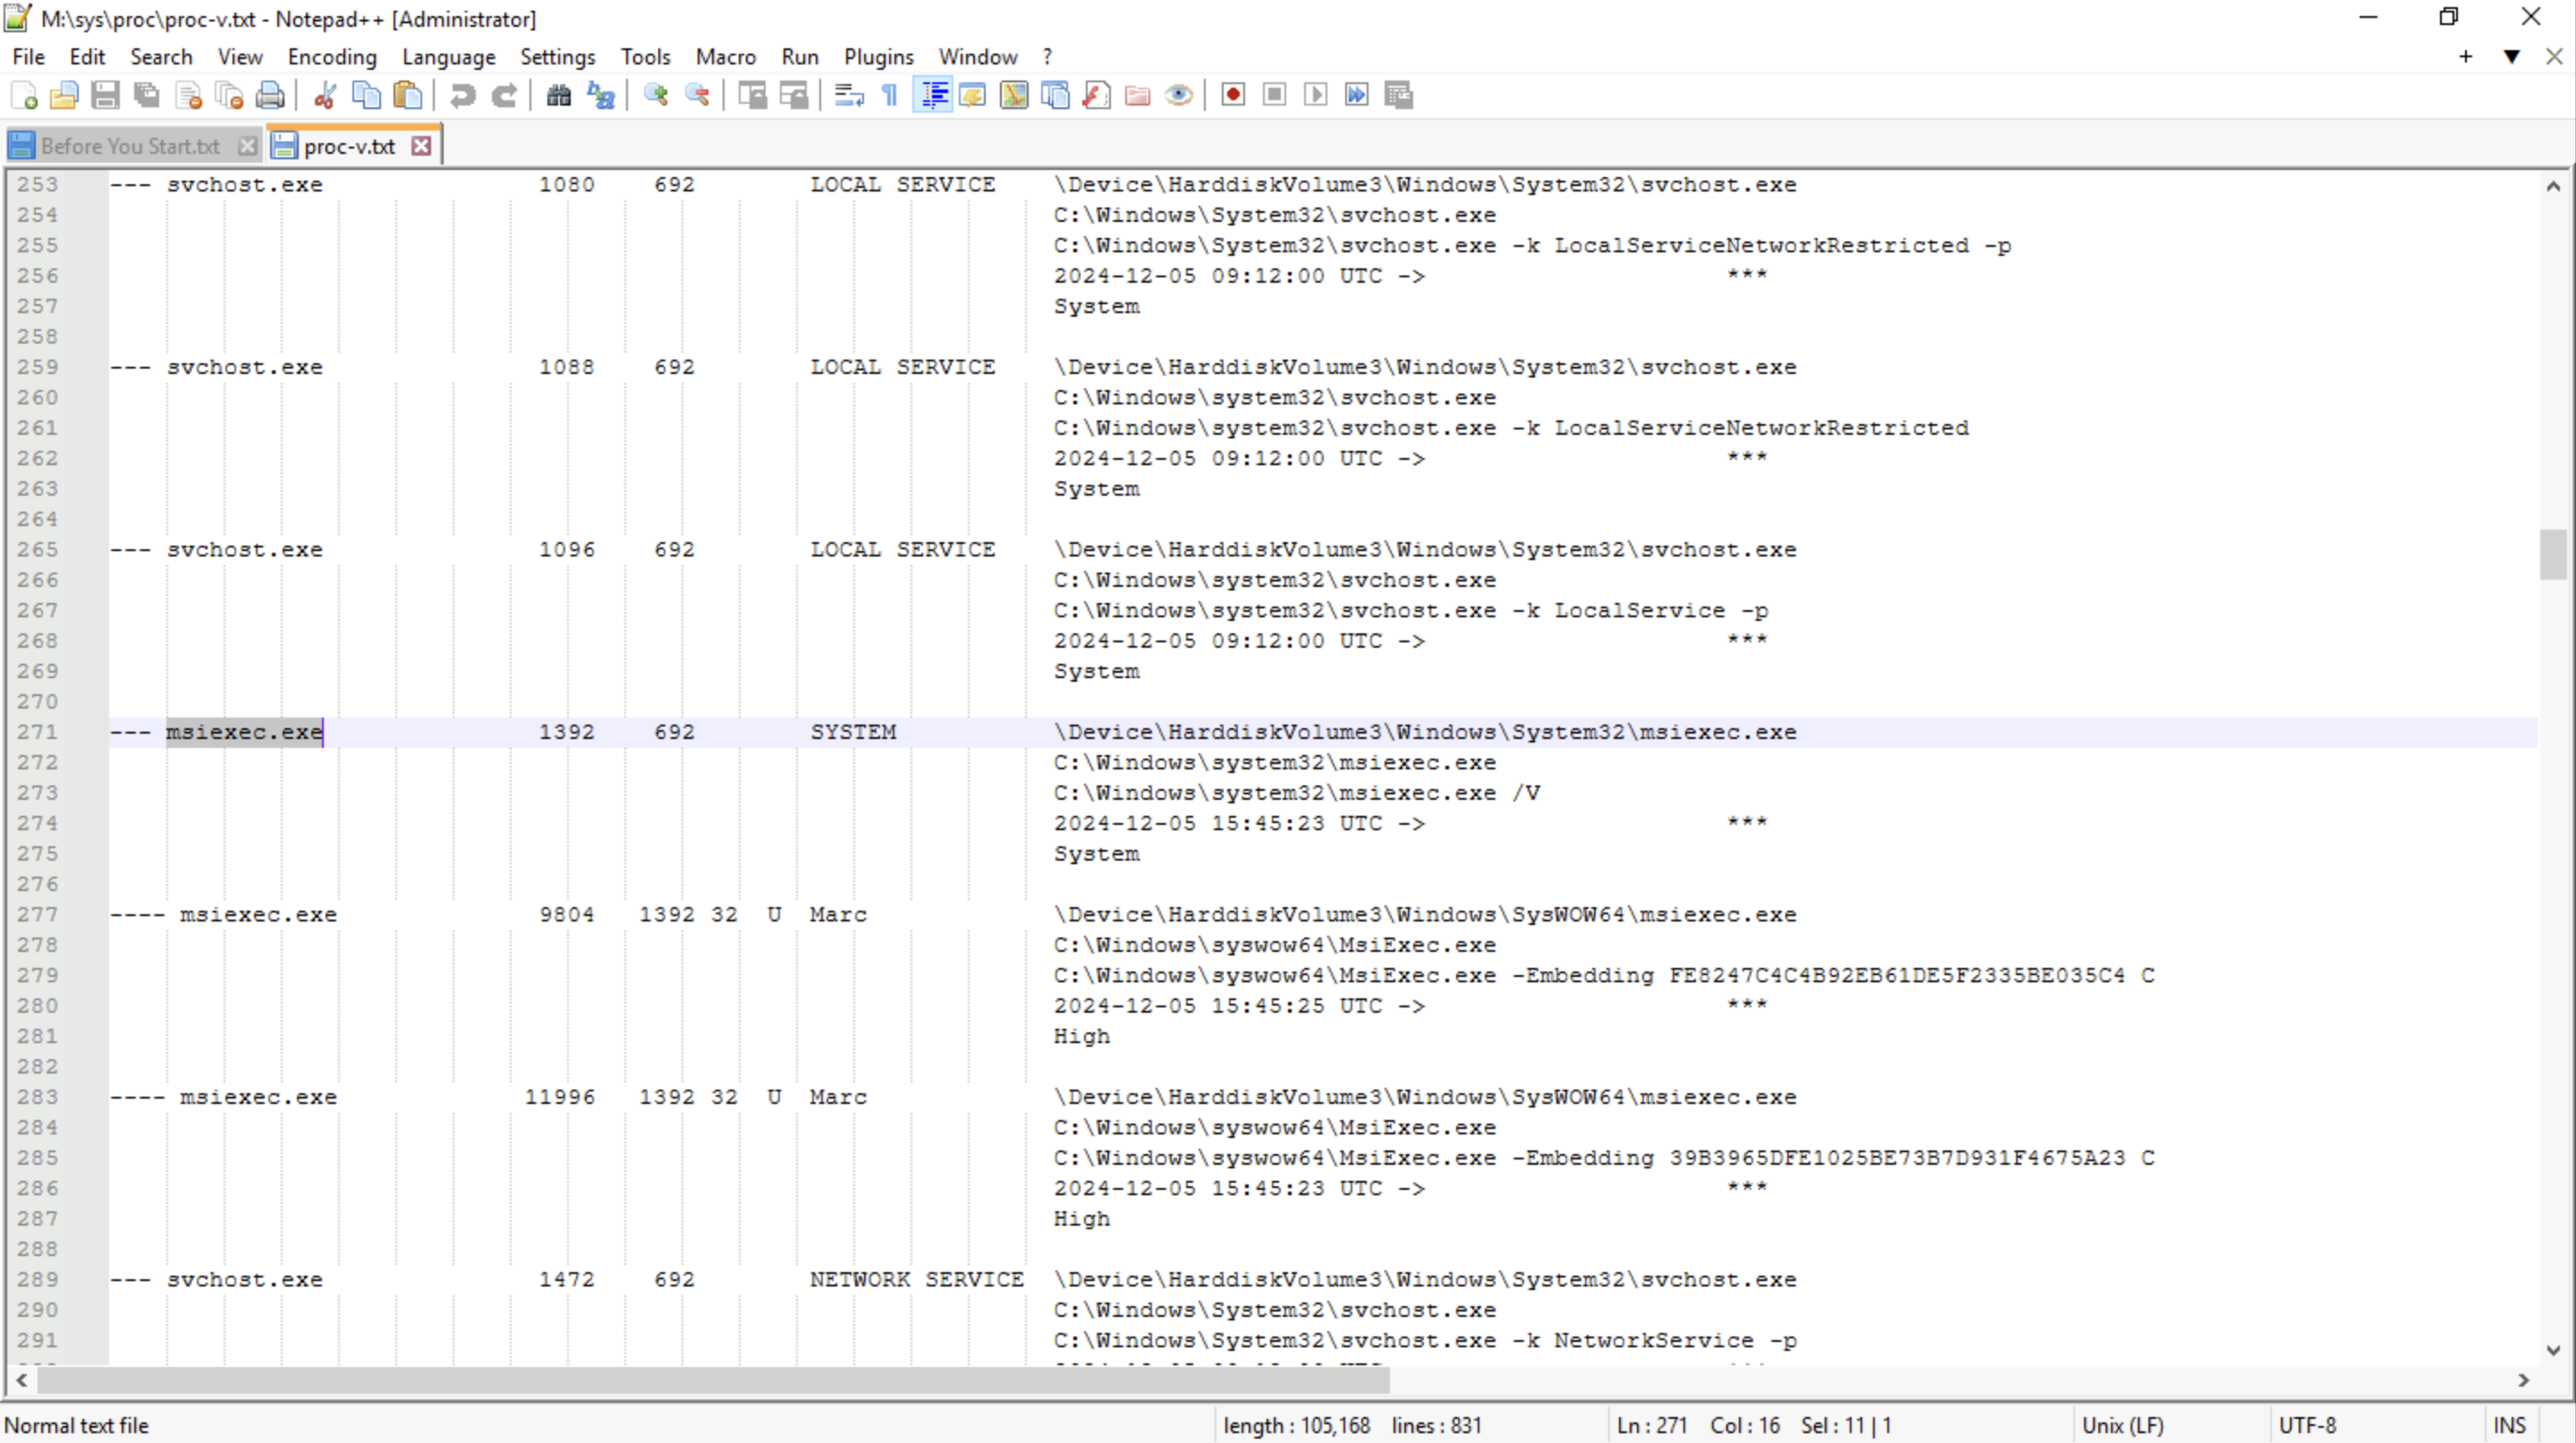 M:\sys\proc\proc-v.txt - Notepad++ [Administrator]
File Edit Search View Encoding Language Settings Tools Macro Run Plugins Window ?
Before You Start.txt proc-v.txt
253 --- svchost.exe 1080 692 LOCAL SERVICE \Device\HarddiskVolume3\Windows\System32\svchost.exe
254 C:\Windows\System32\svchost.exe
255 C:\Windows\System32\svchost.exe -k LocalServiceNetworkRestricted -p
256 2024-12-05 09:12:00 UTC -> ***
257 System
258
259 --- svchost.exe 1088 692 LOCAL SERVICE \Device\HarddiskVolume3\Windows\System32\svchost.exe
260 C:\Windows\system32\svchost.exe
261 C:\Windows\system32\svchost.exe -k LocalServiceNetworkRestricted
262 2024-12-05 09:12:00 UTC -> ***
263 System
264
265 --- svchost.exe 1096 692 LOCAL SERVICE \Device\HarddiskVolume3\Windows\System32\svchost.exe
266 C:\Windows\system32\svchost.exe
267 C:\Windows\system32\svchost.exe -k LocalService -p
268 2024-12-05 09:12:00 UTC -> ***
269 System
270
271 --- msiexec.exe 1392 692 SYSTEM \Device\HarddiskVolume3\Windows\System32\msiexec.exe
272 C:\Windows\system32\msiexec.exe
273 C:\Windows\system32\msiexec.exe /V
274 2024-12-05 15:45:23 UTC -> ***
275 System
276
277 ---- msiexec.exe 9804 1392 32 U Marc \Device\HarddiskVolume3\Windows\SysWOW64\msiexec.exe
278 C:\Windows\syswow64\MsiExec.exe
279 C:\Windows\syswow64\MsiExec.exe -Embedding FE8247C4C4B92EB61DE5F2335BE035C4 C
280 2024-12-05 15:45:25 UTC -> ***
281 High
282
283 ---- msiexec.exe 11996 1392 32 U Marc \Device\HarddiskVolume3\Windows\SysWOW64\msiexec.exe
284 C:\Windows\syswow64\MsiExec.exe
285 C:\Windows\syswow64\MsiExec.exe -Embedding 39B3965DFE1025BE73B7D931F4675A23 C
286 2024-12-05 15:45:23 UTC -> ***
287 High
288
289 --- svchost.exe 1472 692 NETWORK SERVICE \Device\HarddiskVolume3\Windows\System32\svchost.exe
290 C:\Windows\System32\svchost.exe
291 C:\Windows\System32\svchost.exe -k NetworkService -p
Normal text file length : 105,168 lines : 831 Ln : 271 Col : 16 Sel : 11 | 1 Unix (LF) UTF-8 INS